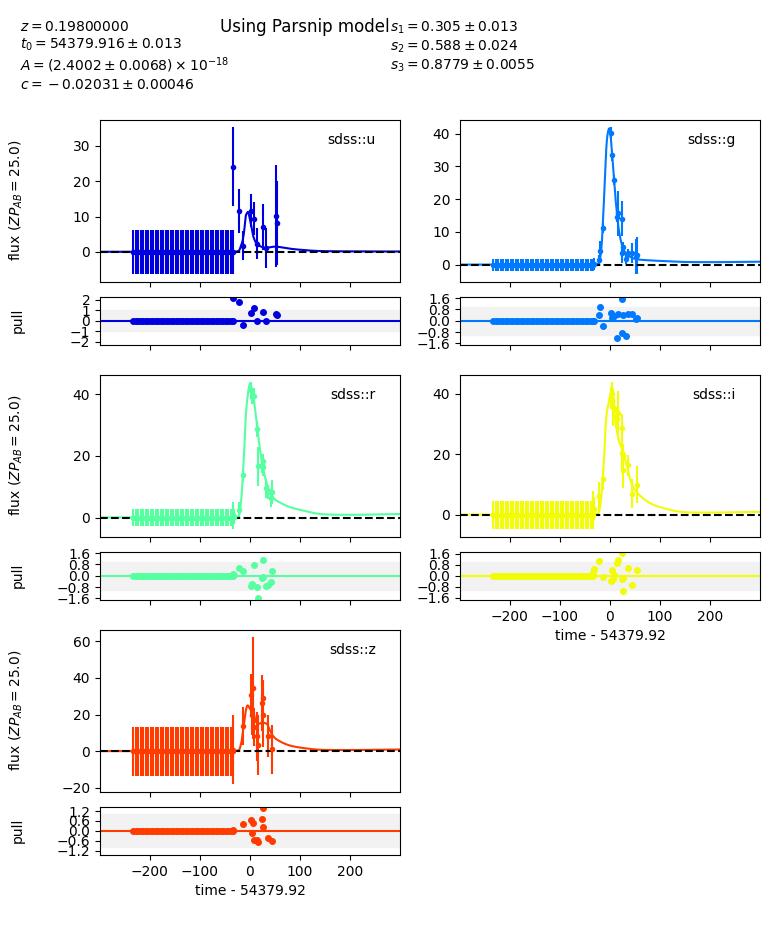 Using Parsnip model
z = 0.19800000
t₀ = 54379.916 ± 0.013
A = (2.4002 ± 0.0068) × 10⁻¹⁸
c = −0.02031 ± 0.00046
s₁ = 0.305 ± 0.013
s₂ = 0.588 ± 0.024
s₃ = 0.8779 ± 0.0055
sdss::u
flux (ZP_AB = 25.0)
30
20
10
0
pull
2
1
0
−1
−2
sdss::g
40
30
20
10
0
1.6
0.8
0.0
−0.8
−1.6
sdss::r
flux (ZP_AB = 25.0)
40
20
0
pull
1.6
0.8
0.0
−0.8
−1.6
sdss::i
40
20
0
1.6
0.8
0.0
−0.8
−1.6
−200 −100 0 100 200
time - 54379.92
sdss::z
flux (ZP_AB = 25.0)
60
40
20
0
−20
pull
1.2
0.6
0.0
−0.6
−1.2
−200 −100 0 100 200
time - 54379.92